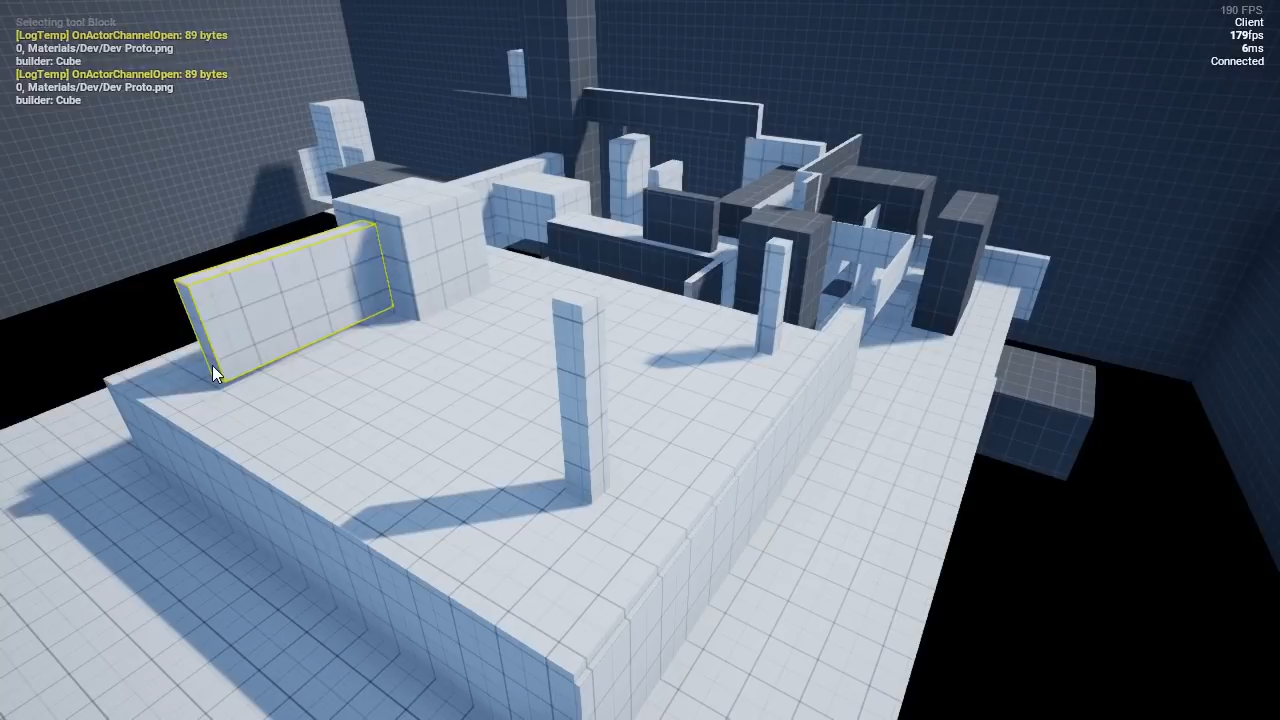 Selecting tool Block
[LogTemp] OnActorChannelOpen: 89 bytes
0, Materials/Dev/Dev Proto.png
builder: Cube
[LogTemp] OnActorChannelOpen: 89 bytes
0, Materials/Dev/Dev Proto.png
builder: Cube
190 FPS
Client
179fps
6ms
Connected